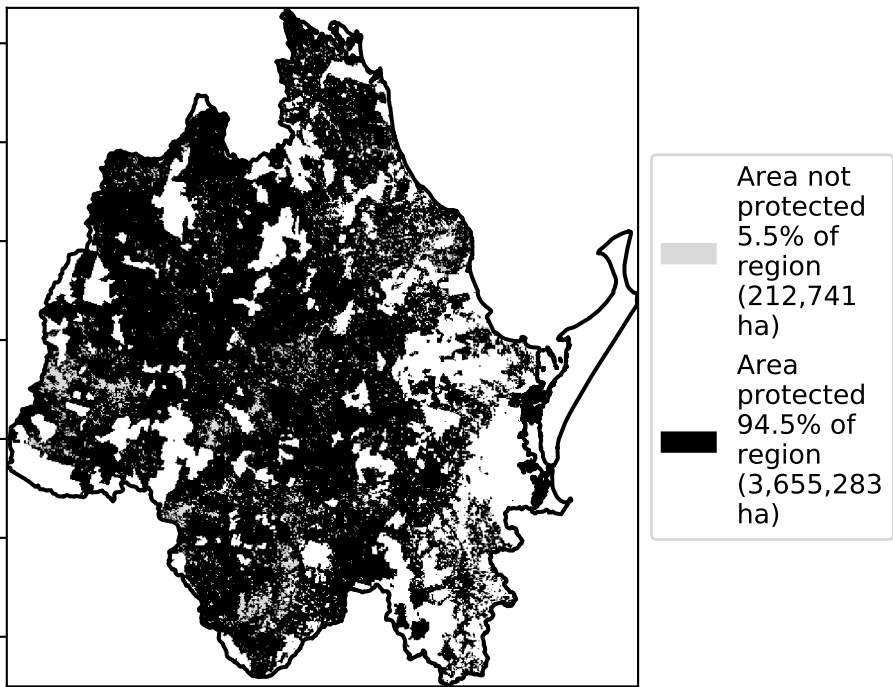 Area not
protected
5.5% of
region
(212,741
ha)
Area
protected
94.5% of
region
(3,655,283
ha)